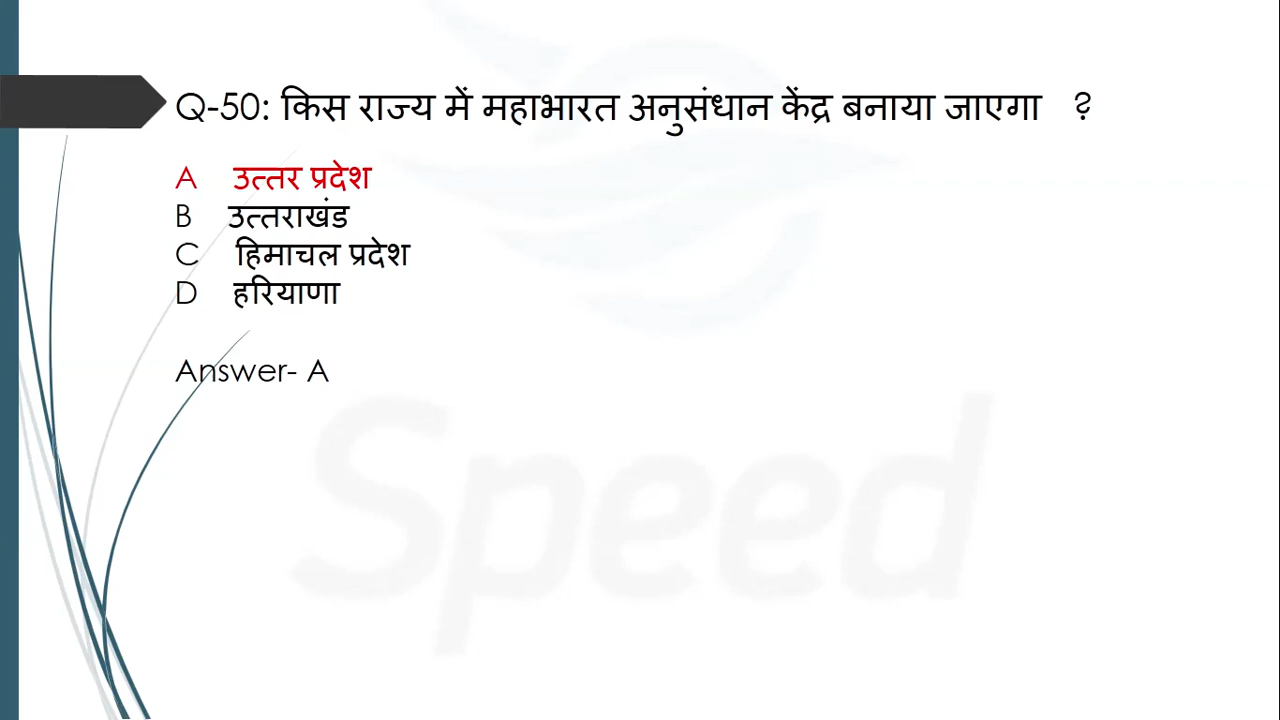 Q-50: किस राज्य में महाभारत अनुसंधान केंद्र बनाया जाएगा ?
A उत्तर प्रदेश
B उत्तराखंड
C हिमाचल प्रदेश
D हरियाणा
Answer- A
Speed